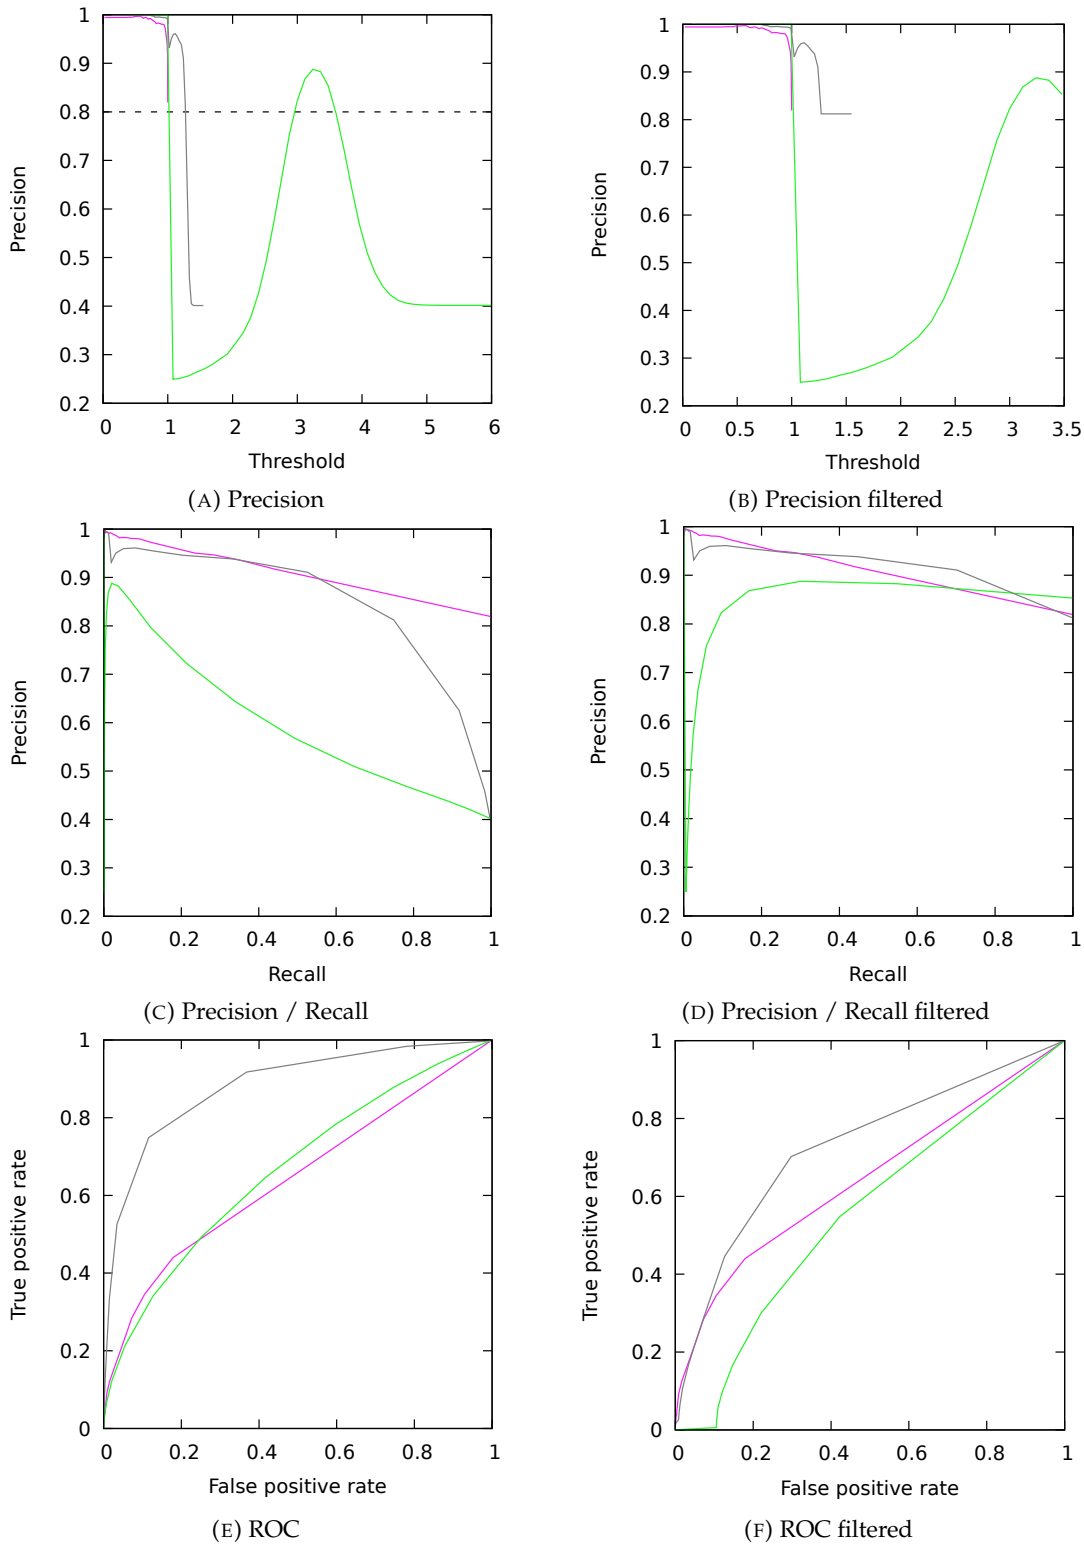 1
0.9
0.8
0.7
0.6
0.5
0.4
0.3
0.2
Precision
0 1 2 3 4 5 6
Threshold
(A) Precision
1
0.9
0.8
0.7
0.6
0.5
0.4
0.3
0.2
Precision
0 0.5 1 1.5 2 2.5 3 3.5
Threshold
(B) Precision filtered
1
0.9
0.8
0.7
0.6
0.5
0.4
0.3
0.2
Precision
0 0.2 0.4 0.6 0.8 1
Recall
(C) Precision / Recall
1
0.9
0.8
0.7
0.6
0.5
0.4
0.3
0.2
Precision
0 0.2 0.4 0.6 0.8 1
Recall
(D) Precision / Recall filtered
1
0.8
0.6
0.4
0.2
0
True positive rate
0 0.2 0.4 0.6 0.8 1
False positive rate
(E) ROC
1
0.8
0.6
0.4
0.2
0
True positive rate
0 0.2 0.4 0.6 0.8 1
False positive rate
(F) ROC filtered